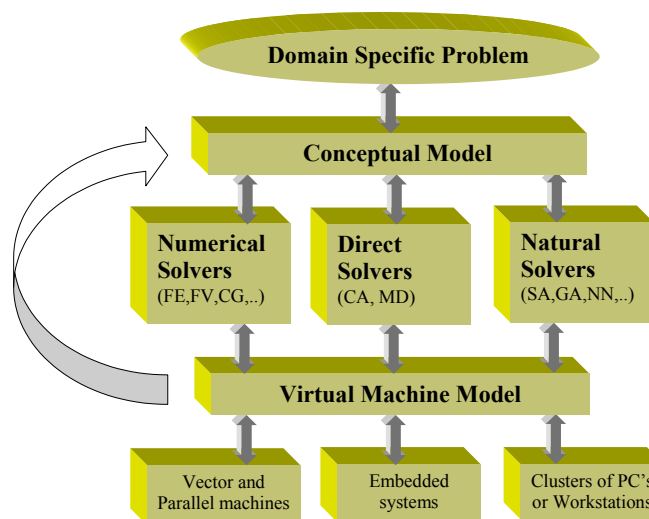 Domain Specific Problem
Conceptual Model
Numerical
Solvers
(FE,FV,CG,..)
Direct
Solvers
(CA, MD)
Natural
Solvers
(SA,GA,NN,..)
Virtual Machine Model
Vector and
Parallel machines
Embedded
systems
Clusters of PC's
or Workstations